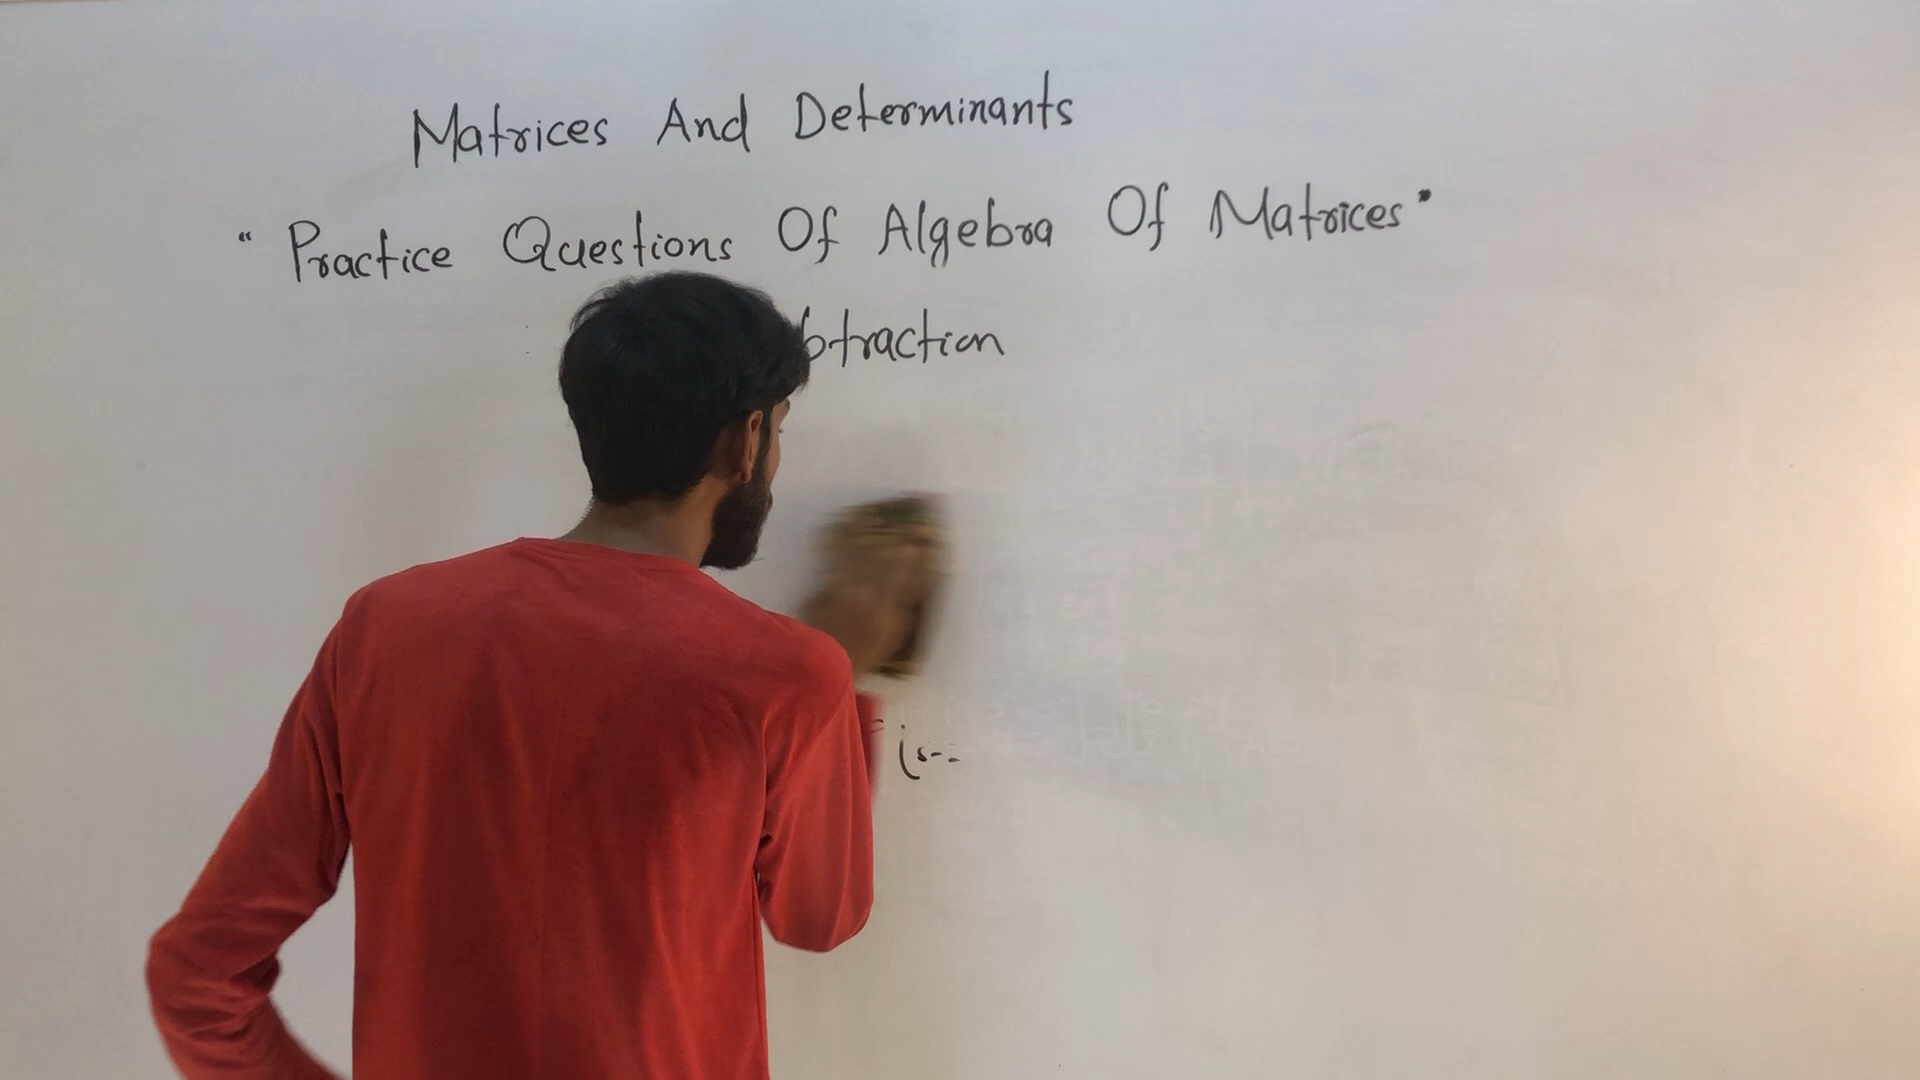 Matrices And Determinants
"Practice Questions Of Algebra Of Matrices"
btraction